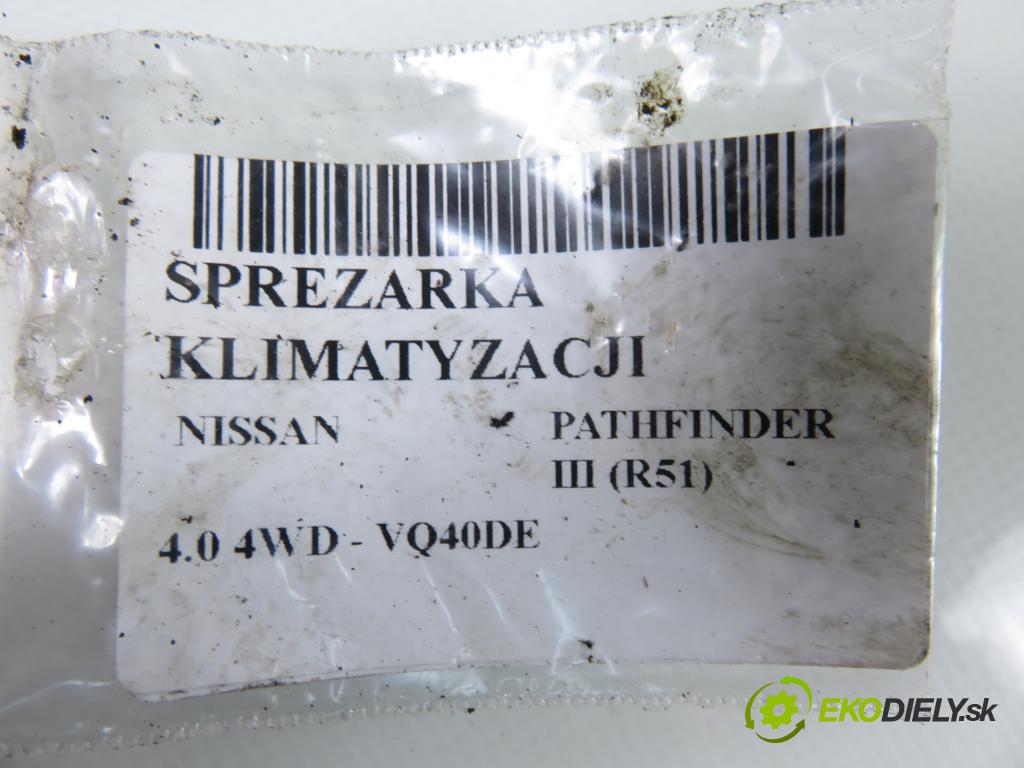 SPREZARKA
KLIMATYZACJI
NISSAN PATHFINDER
III (R51)
4.0 4WD - VQ40DE
EKODIELY.sk